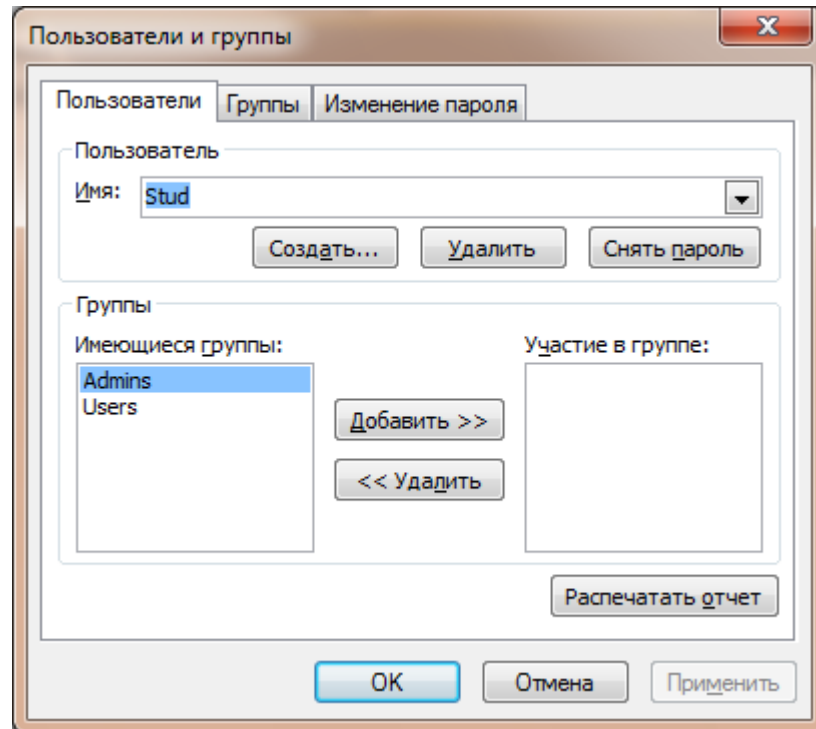 Пользователи и группы
Пользователи Группы Изменение пароля
Пользователь
Имя: Stud
Создать... Удалить Снять пароль
Группы
Имеющиеся группы: Участие в группе:
Admins
Users
Добавить >>
<< Удалить
Распечатать отчет
OK Отмена Применить